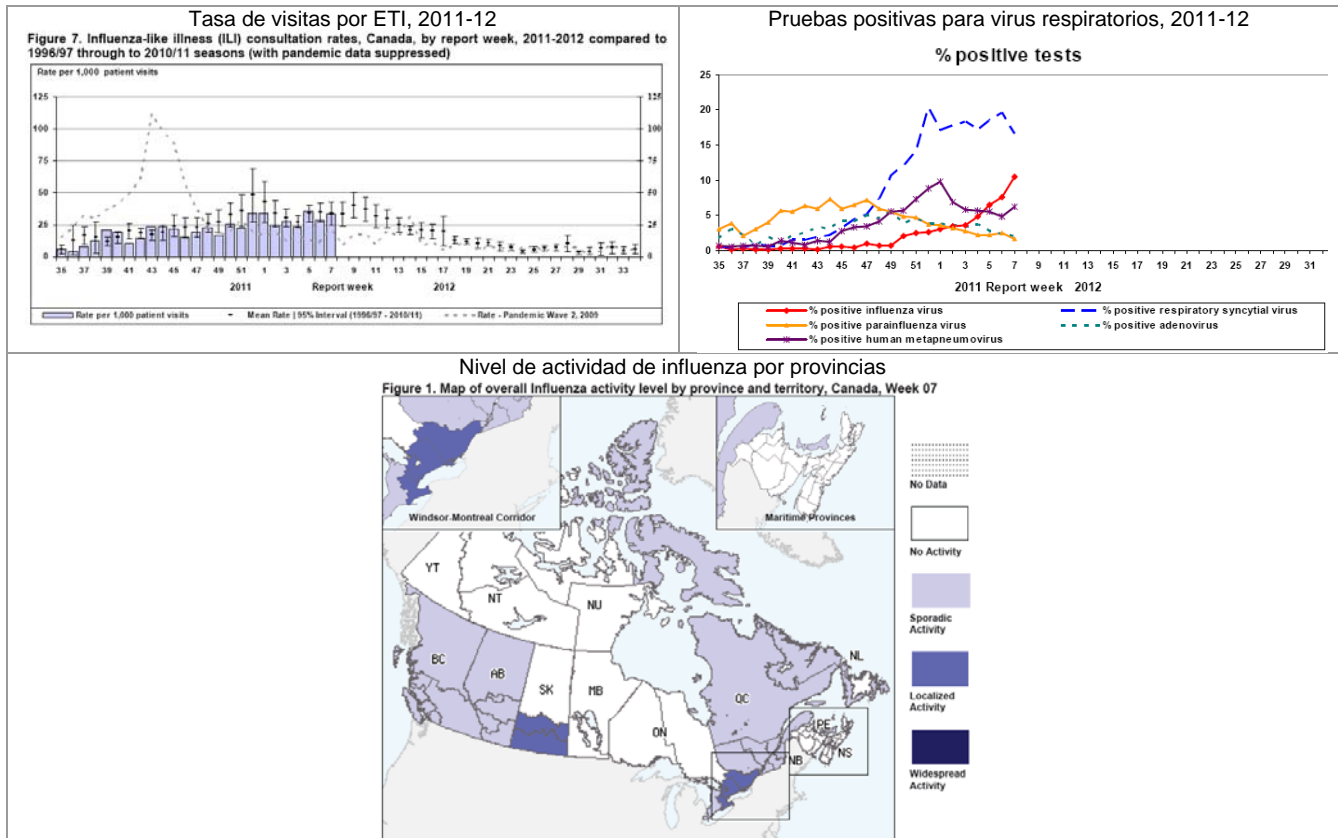 Tasa de visitas por ETI, 2011-12
Figure 7. Influenza-like illness (ILI) consultation rates, Canada, by report week, 2011-2012 compared to
1996/97 through to 2010/11 seasons (with pandemic data suppressed)
Rate per 1,000 patient visits
125 125
100 100
75 75
50 50
25 25
0 0
35 37 39 41 43 45 47 49 51 1 3 5 7 9 11 13 15 17 19 21 23 25 27 29 31 33
2011 Report week 2012
Rate per 1,000 patient visits Mean Rate | 95% Interval (1996/97 - 2010/11) Rate - Pandemic Wave 2, 2009
Pruebas positivas para virus respiratorios, 2011-12
% positive tests
25
20
15
10
5
0
35 37 39 41 43 45 47 49 51 1 3 5 7 9 11 13 15 17 19 21 23 25 27 29 31
2011 Report week 2012
% positive influenza virus % positive respiratory syncytial virus
% positive parainfluenza virus % positive adenovirus
% positive human metapneumovirus
Nivel de actividad de influenza por provincias
Figure 1. Map of overall Influenza activity level by province and territory, Canada, Week 07
Windsor-Montreal Corridor
Maritime Provinces
YT
NT
NU
BC
AB
SK
MB
ON
QC
NL
PE
NB
NS
No Data
No Activity
Sporadic
Activity
Localized
Activity
Widespread
Activity